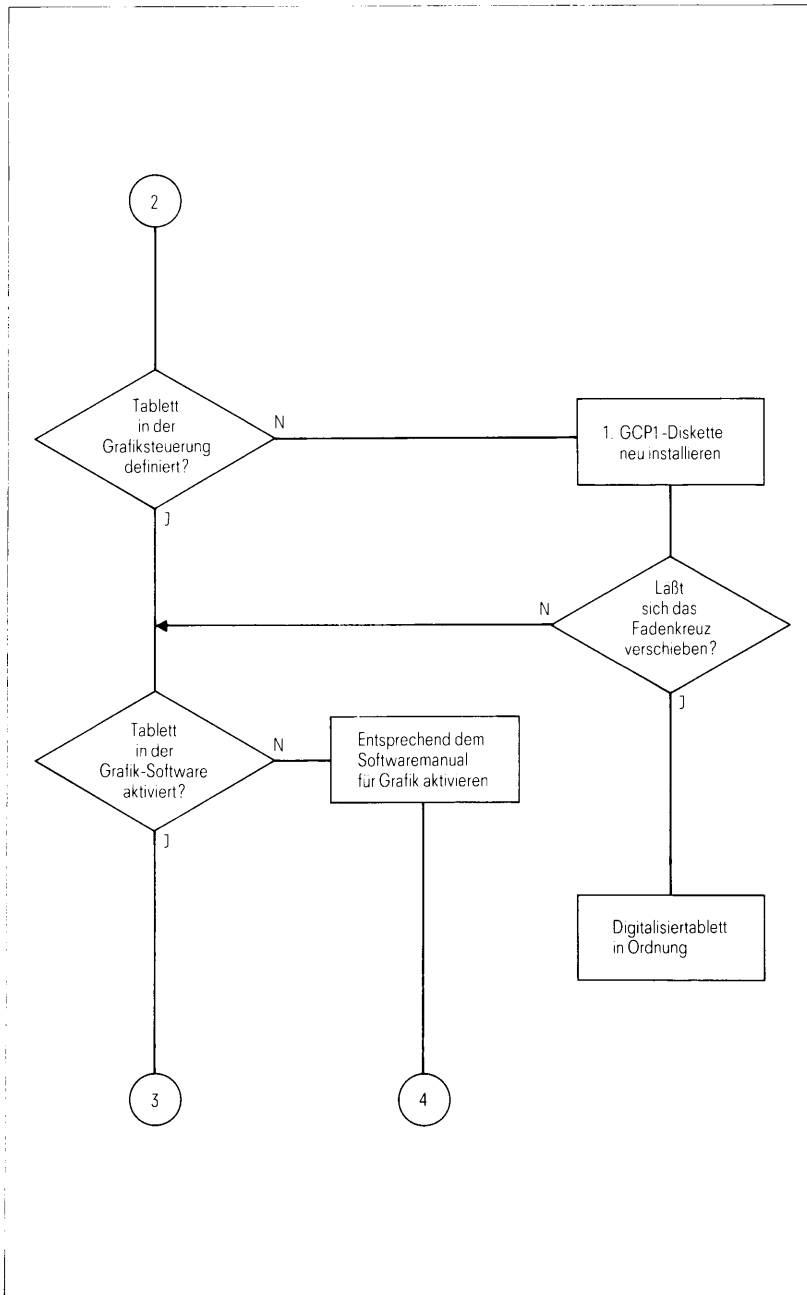 2
Tablett
in der
Grafiksteuerung
definiert?
N
J
1. GCP1-Diskette
neu installieren
Läßt
sich das
Fadenkreuz
verschieben?
N
J
Tablett
in der
Grafik-Software
aktiviert?
N
J
Entsprechend dem
Softwaremanual
für Grafik aktivieren
Digitalisiertablett
in Ordnung
3
4